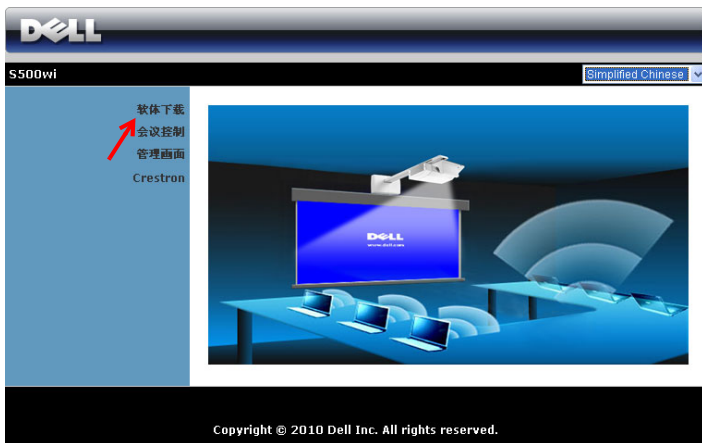 DELL
S500wi
Simplified Chinese
软体下载
会议控制
管理画面
Crestron
DELL
www.dell.com
Copyright © 2010 Dell Inc. All rights reserved.